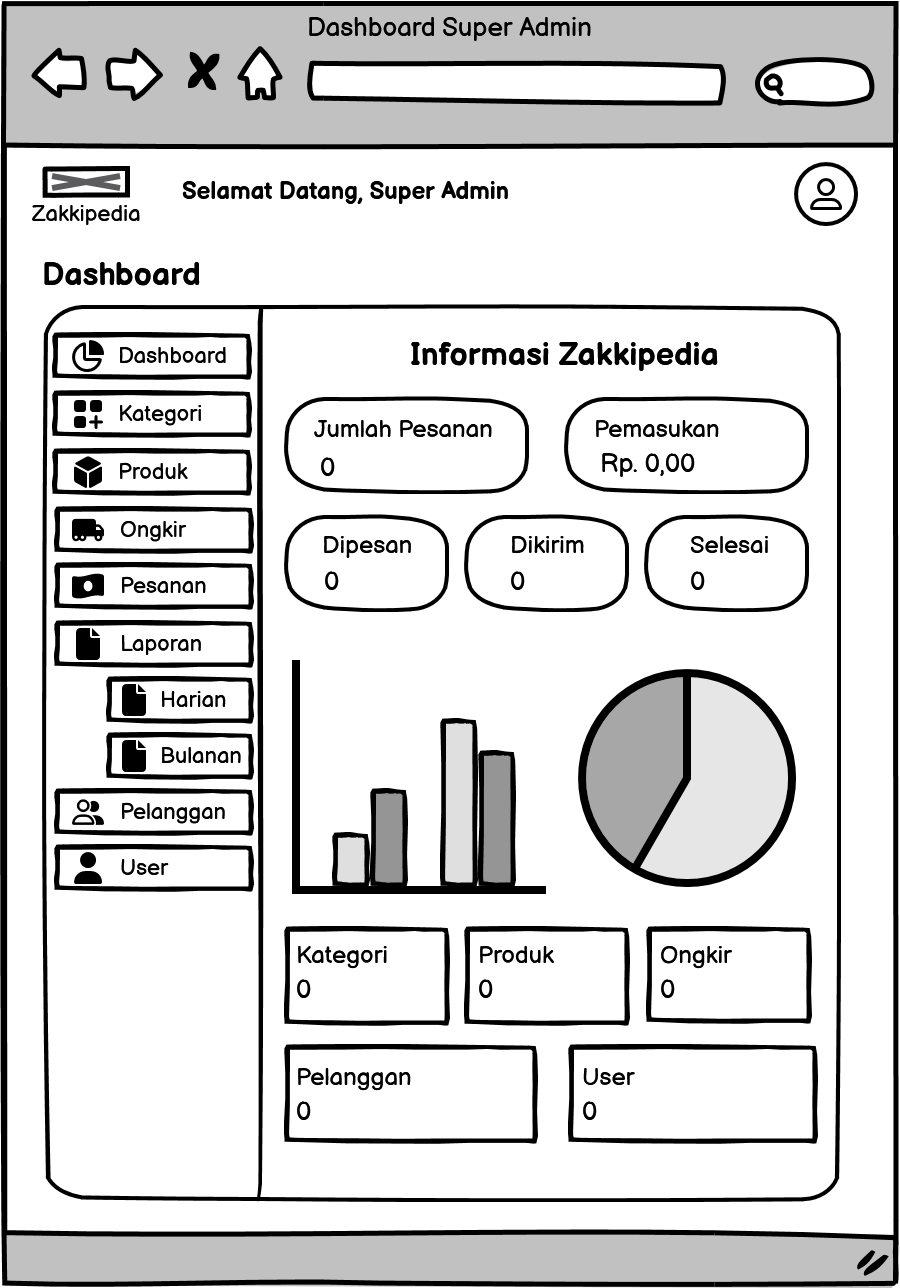 Dashboard Super Admin
Zakkipedia
Selamat Datang, Super Admin
Dashboard
Dashboard
Kategori
Produk
Ongkir
Pesanan
Laporan
Harian
Bulanan
Pelanggan
User
Informasi Zakkipedia
Jumlah Pesanan
0
Pemasukan
Rp. 0,00
Dipesan
0
Dikirim
0
Selesai
0
Kategori
0
Produk
0
Ongkir
0
Pelanggan
0
User
0